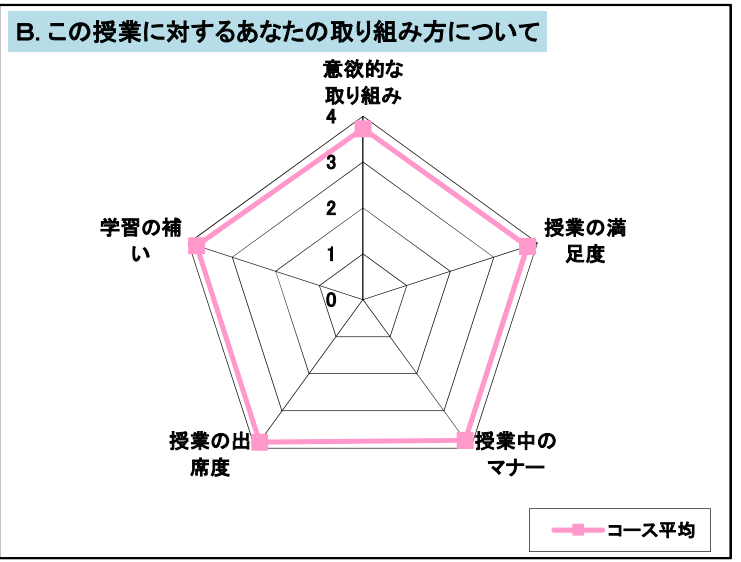 B. この授業に対するあなたの取り組み方について
意欲的な
取り組み
4
3
2
1
0
授業の満
足度
授業中の
マナー
授業の出
席度
学習の補
い
コース平均